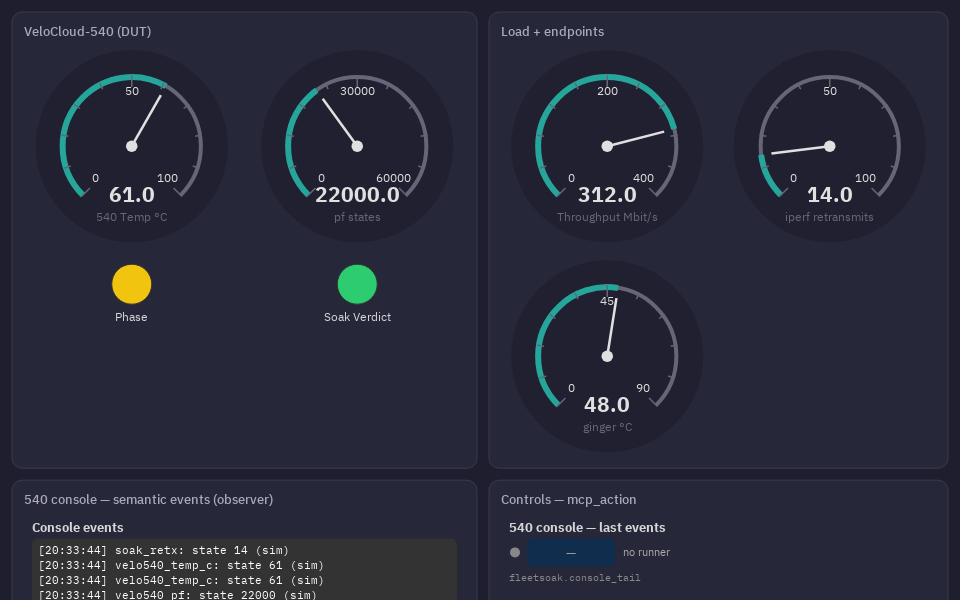 VeloCloud-540 (DUT)
50
0
100
61.0
540 Temp °C
30000
0
60000
22000.0
pf states
Phase
Soak Verdict
Load + endpoints
200
0
400
312.0
Throughput Mbit/s
50
0
100
14.0
iperf retransmits
45
0
90
48.0
ginger °C
540 console — semantic events (observer)
Console events
[20:33:44] soak_retx: state 14 (sim)
[20:33:44] velo540_temp_c: state 61 (sim)
[20:33:44] velo540_temp_c: state 61 (sim)
[20:33:44] velo540_pf: state 22000 (sim)
Controls — mcp_action
540 console — last events
—
no runner
fleetsoak.console_tail